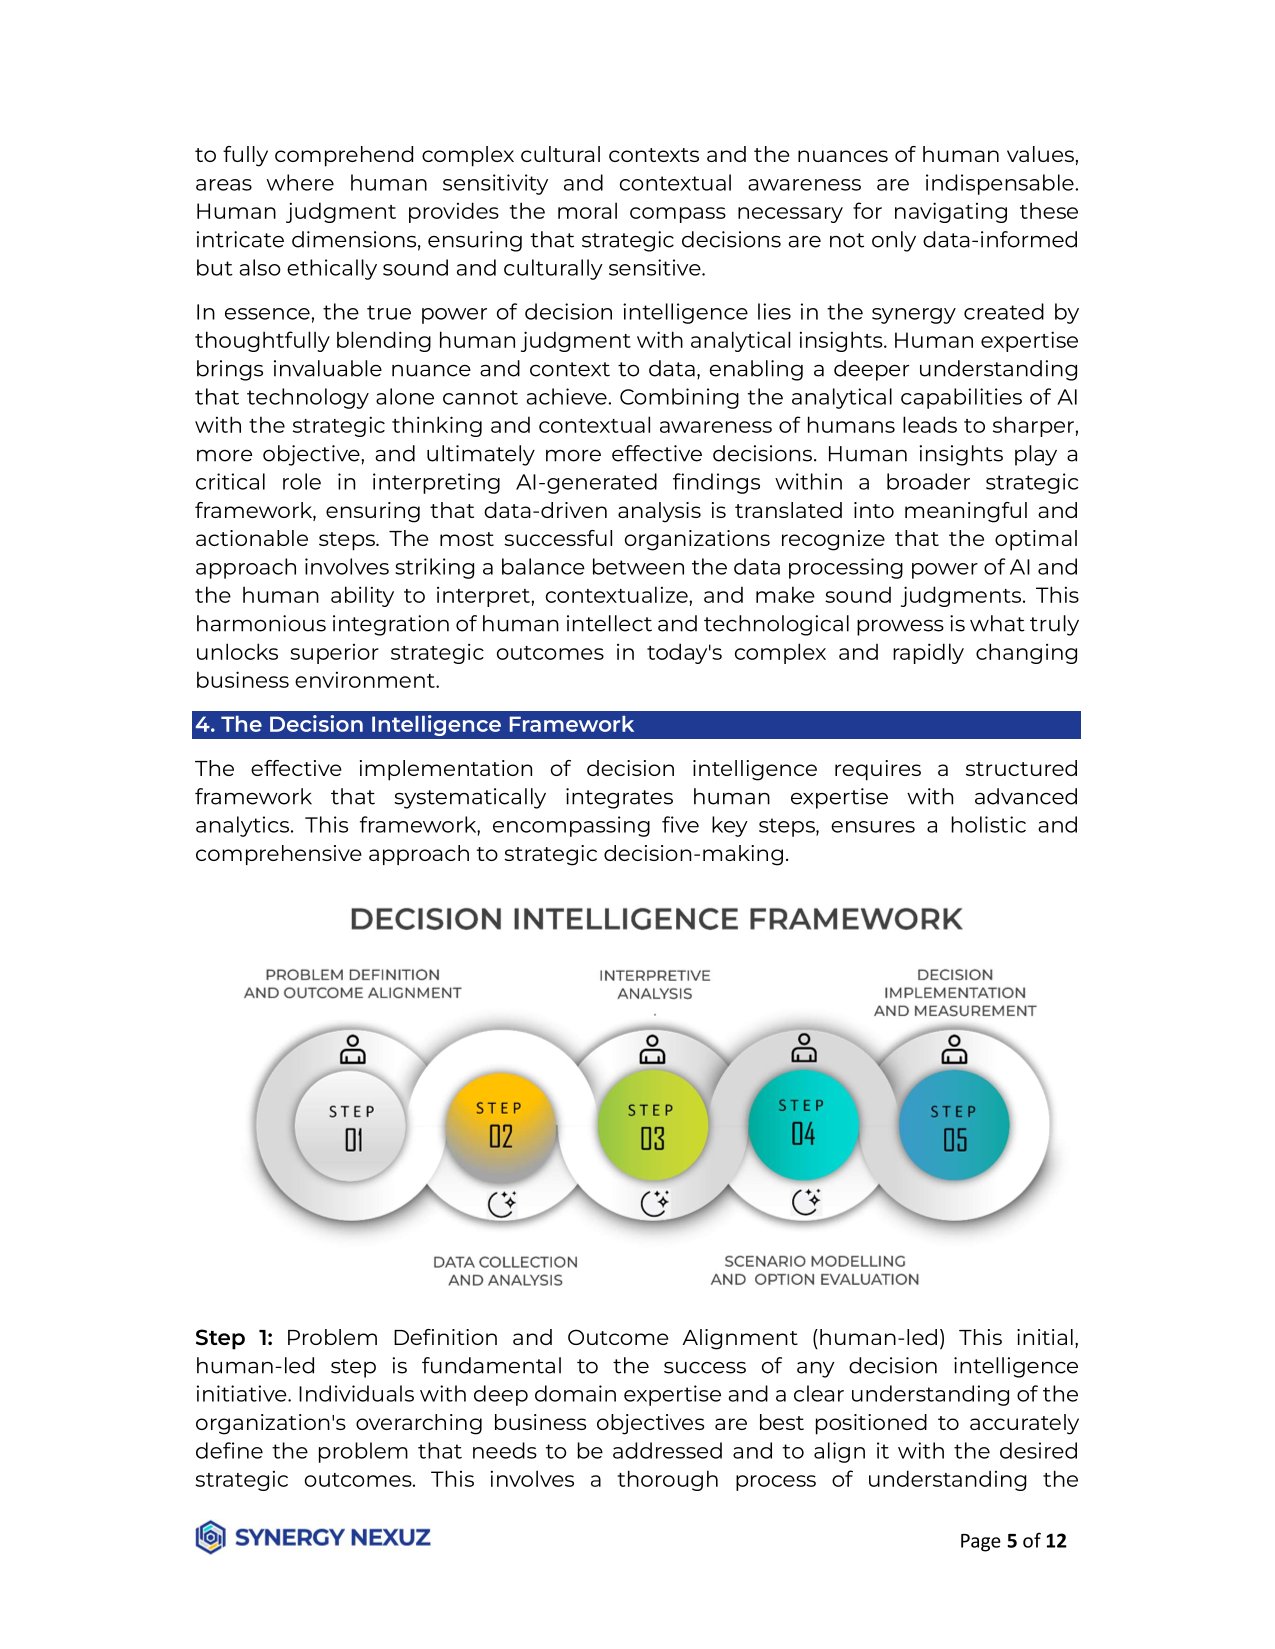 to fully comprehend complex cultural contexts and the nuances of human values,
areas where human sensitivity and contextual awareness are indispensable.
Human judgment provides the moral compass necessary for navigating these
intricate dimensions, ensuring that strategic decisions are not only data-informed
but also ethically sound and culturally sensitive.
In essence, the true power of decision intelligence lies in the synergy created by
thoughtfully blending human judgment with analytical insights. Human expertise
brings invaluable nuance and context to data, enabling a deeper understanding
that technology alone cannot achieve. Combining the analytical capabilities of AI
with the strategic thinking and contextual awareness of humans leads to sharper,
more objective, and ultimately more effective decisions. Human insights play a
critical role in interpreting AI-generated findings within a broader strategic
framework, ensuring that data-driven analysis is translated into meaningful and
actionable steps. The most successful organizations recognize that the optimal
approach involves striking a balance between the data processing power of AI and
the human ability to interpret, contextualize, and make sound judgments. This
harmonious integration of human intellect and technological prowess is what truly
unlocks superior strategic outcomes in today's complex and rapidly changing
business environment.
4. The Decision Intelligence Framework
The effective implementation of decision intelligence requires a structured
framework that systematically integrates human expertise with advanced
analytics. This framework, encompassing five key steps, ensures a holistic and
comprehensive approach to strategic decision-making.
DECISION INTELLIGENCE FRAMEWORK
PROBLEM DEFINITION
AND OUTCOME ALIGNMENT
INTERPRETIVE
ANALYSIS
.
DECISION
IMPLEMENTATION
AND MEASUREMENT
STEP
01
STEP
02
STEP
03
STEP
04
STEP
05
DATA COLLECTION
AND ANALYSIS
SCENARIO MODELLING
AND OPTION EVALUATION
Step 1: Problem Definition and Outcome Alignment (human-led) This initial,
human-led step is fundamental to the success of any decision intelligence
initiative. Individuals with deep domain expertise and a clear understanding of the
organization's overarching business objectives are best positioned to accurately
define the problem that needs to be addressed and to align it with the desired
strategic outcomes. This involves a thorough process of understanding the
SYNERGY NEXUZ
Page 5 of 12